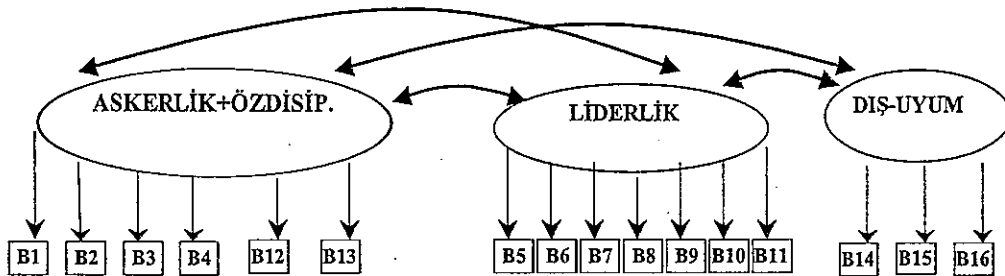 ASKERLİK+ÖZDİSİP.
LİDERLİK
DIŞ-UYUM
B1 B2 B3 B4 B12 B13 B5 B6 B7 B8 B9 B10 B11 B14 B15 B16